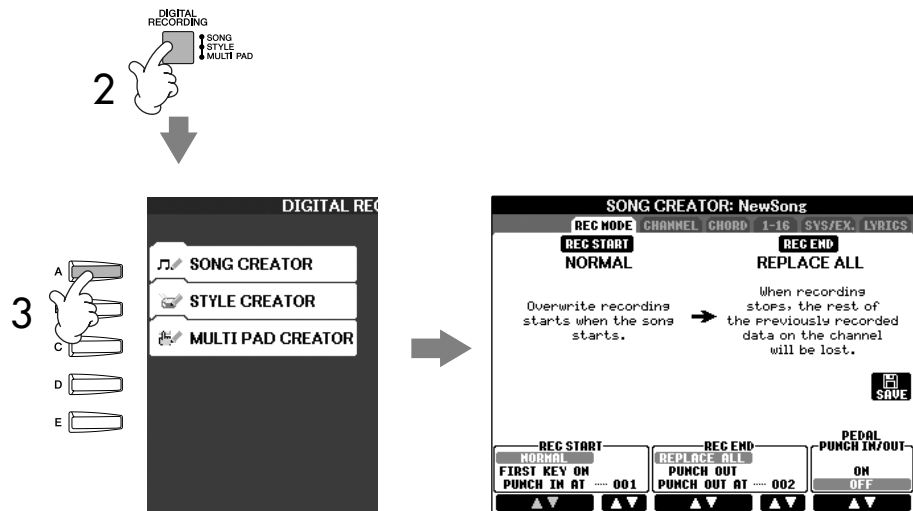 DIGITAL
RECORDING
SONG
STYLE
MULTI PAD
2
3
A
C
D
E
DIGITAL REC
SONG CREATOR
STYLE CREATOR
MULTI PAD CREATOR
SONG CREATOR: NewSong
REC MODE CHANNEL CHORD 1-16 SYS/EX. LYRICS
REC START
NORMAL
Overwrite recording
starts when the song
starts.
REC END
REPLACE ALL
When recording
stops, the rest of
the previously recorded
data on the channel
will be lost.
SAVE
REC START
NORMAL
FIRST KEY ON
PUNCH IN AT ---- 001
REC END
REPLACE ALL
PUNCH OUT
PUNCH OUT AT ---- 002
PEDAL
PUNCH IN/OUT
ON
OFF